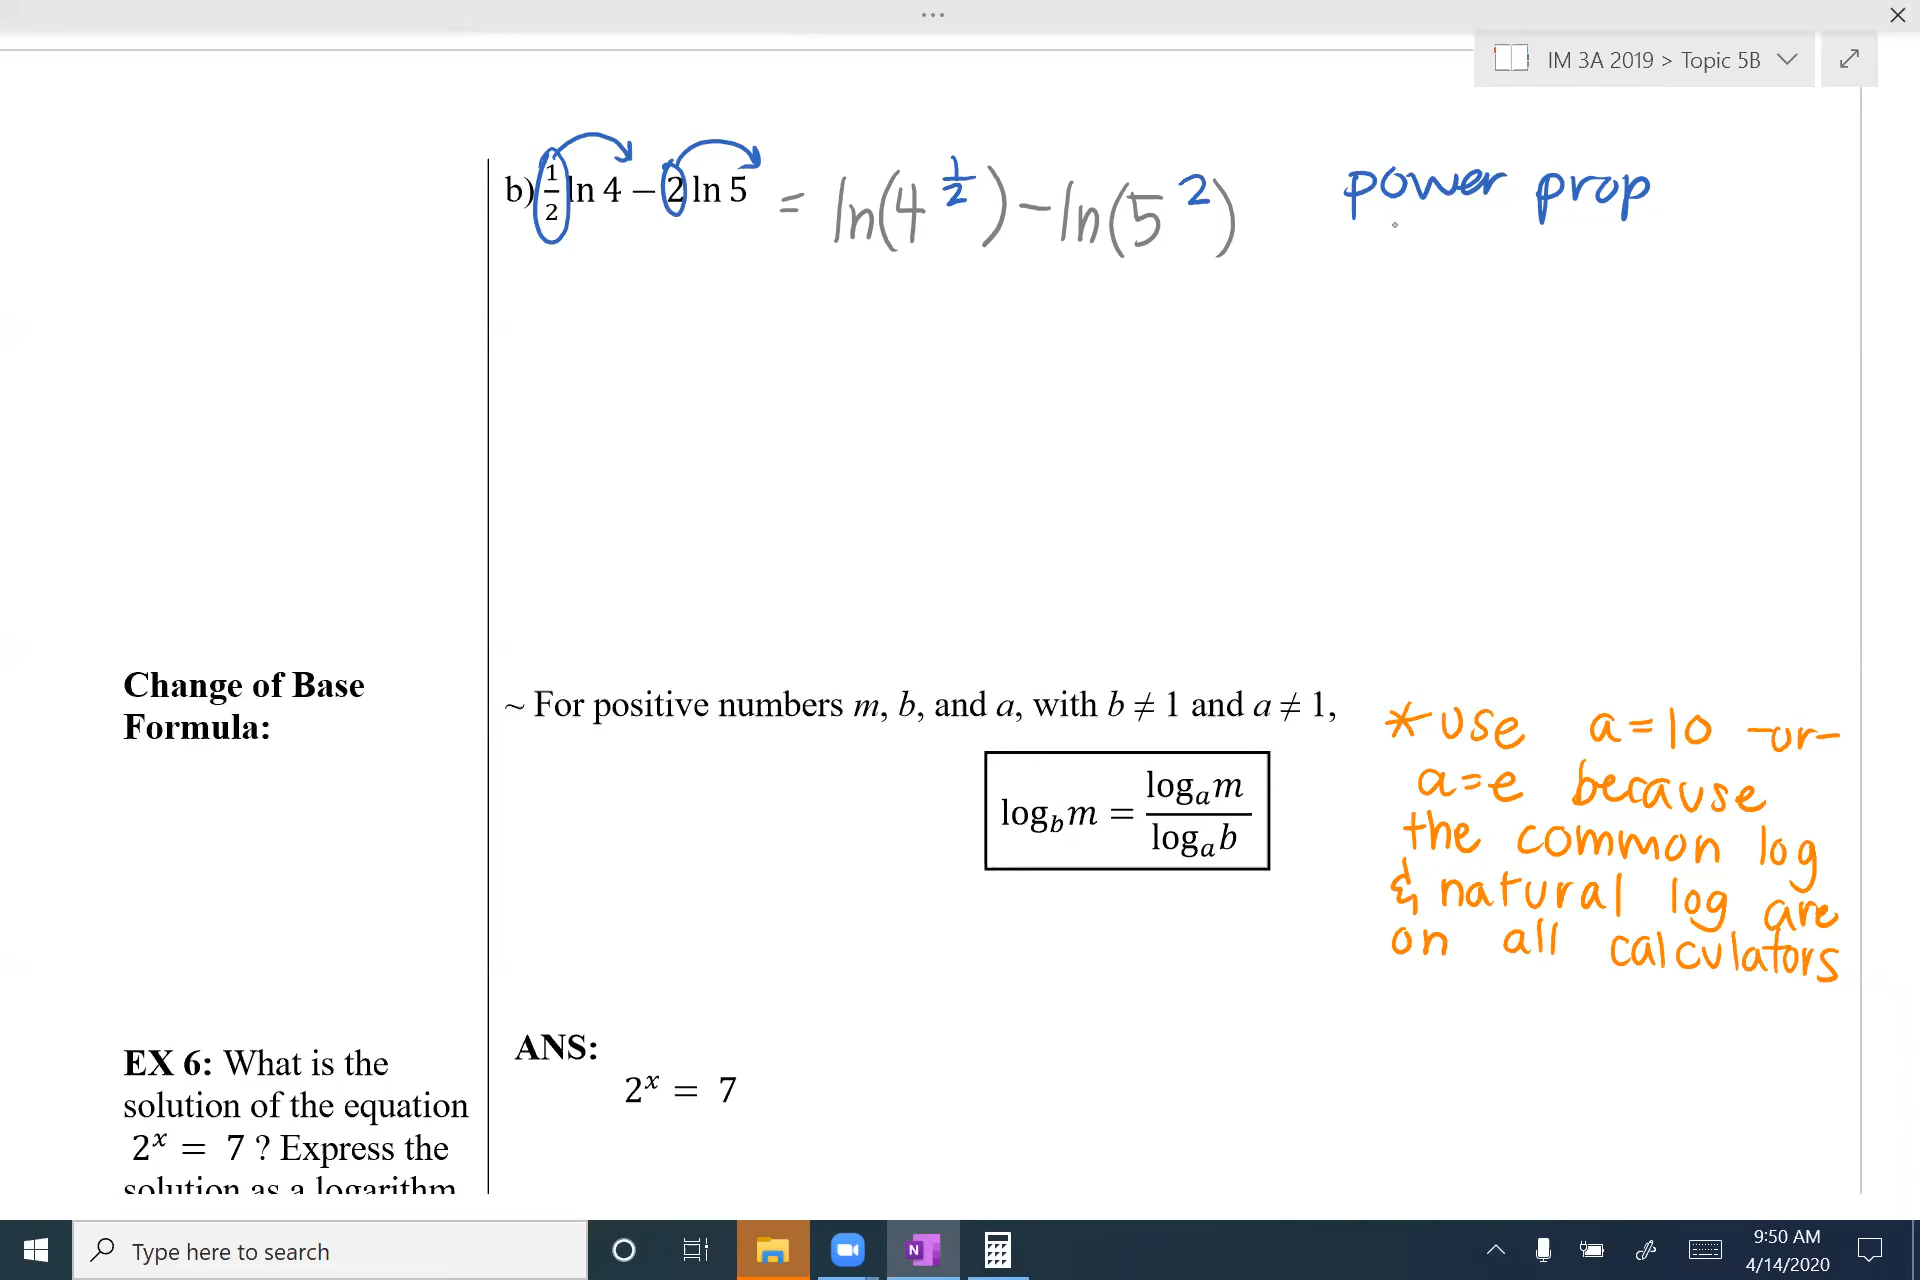 IM 3A 2019 > Topic 5B
b) 1/2 ln 4 − 2 ln 5 = ln(4^1/2) − ln(5^2) power prop
Change of Base
Formula:
~ For positive numbers m, b, and a, with b ≠ 1 and a ≠ 1,
log_b m = log_a m / log_a b
*use a=10 -or-
a=e because
the common log
& natural log are
on all calculators
EX 6: What is the
solution of the equation
2^x = 7 ? Express the
solution as a logarithm
ANS:
2^x = 7
Type here to search
9:50 AM
4/14/2020